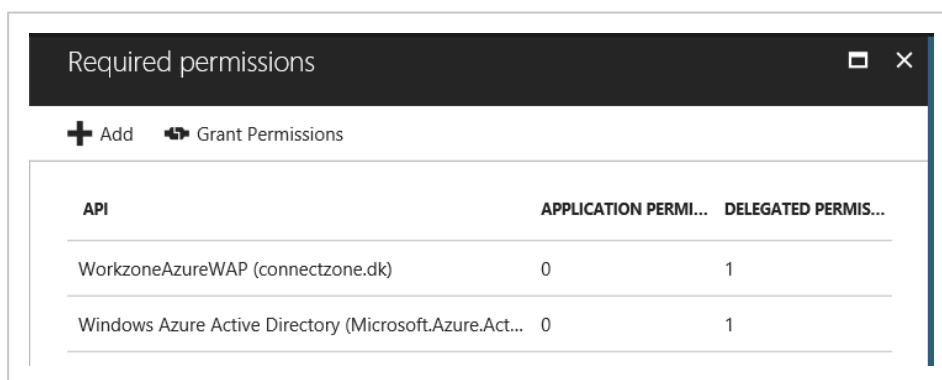 Required permissions
Add Grant Permissions
API APPLICATION PERMI... DELEGATED PERMIS...
WorkzoneAzureWAP (connectzone.dk) 0 1
Windows Azure Active Directory (Microsoft.Azure.Act... 0 1